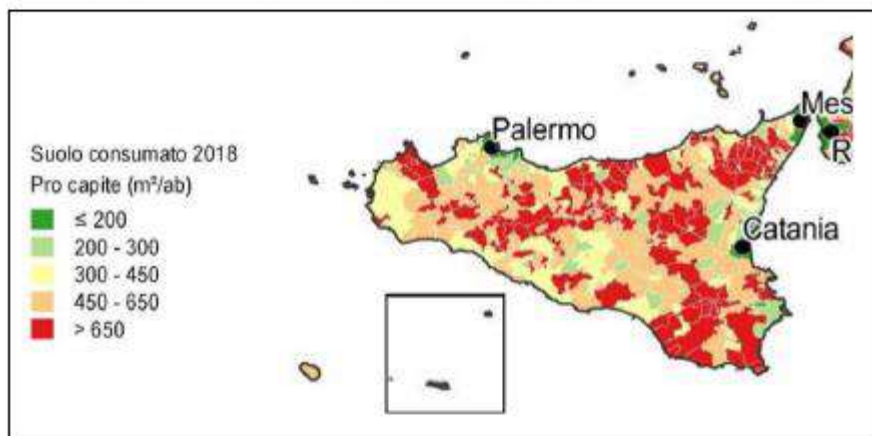 Suolo consumato 2018
Pro capite (m²/ab)
≤ 200
200 - 300
300 - 450
450 - 650
> 650
Palermo
Mes
R
Catania